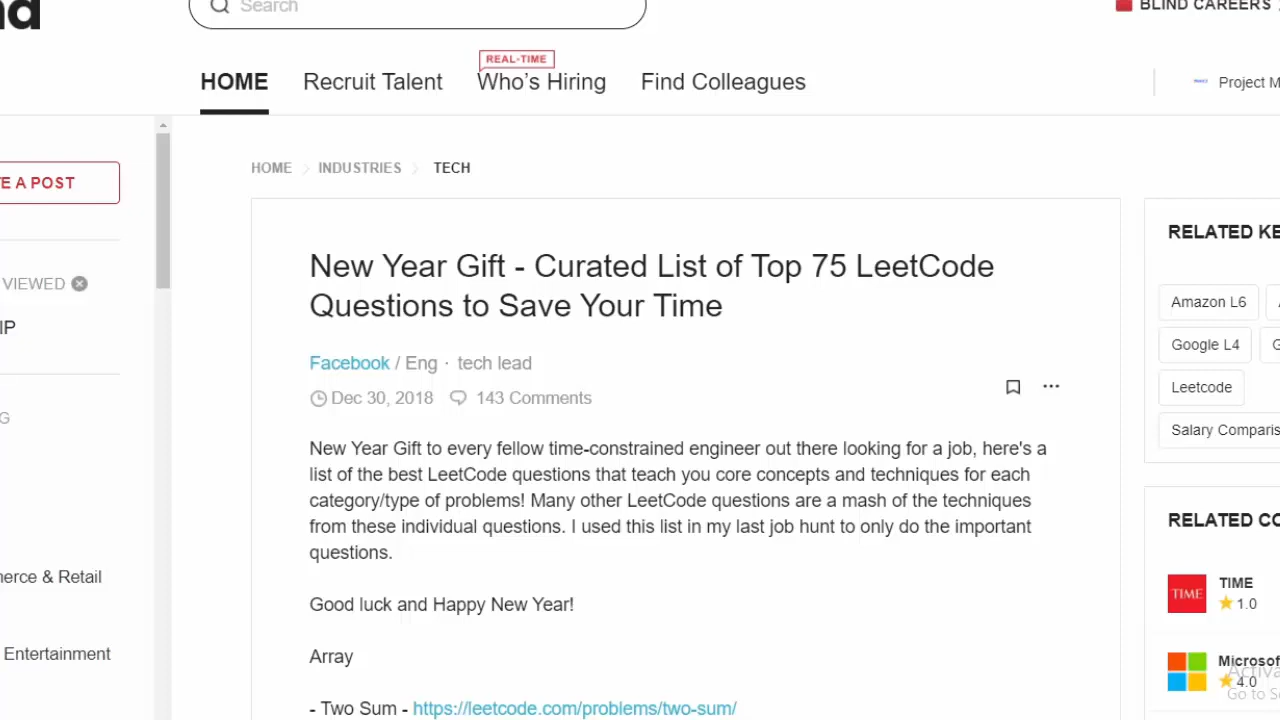 Search
BLIND CAREERS
REAL-TIME
HOME
Recruit Talent
Who's Hiring
Find Colleagues
Project M
E A POST
VIEWED
IP
G
erce & Retail
Entertainment
HOME
INDUSTRIES
TECH
New Year Gift - Curated List of Top 75 LeetCode
Questions to Save Your Time
Facebook / Eng · tech lead
Dec 30, 2018
143 Comments
New Year Gift to every fellow time-constrained engineer out there looking for a job, here's a
list of the best LeetCode questions that teach you core concepts and techniques for each
category/type of problems! Many other LeetCode questions are a mash of the techniques
from these individual questions. I used this list in my last job hunt to only do the important
questions.
Good luck and Happy New Year!
Array
- Two Sum - https://leetcode.com/problems/two-sum/
RELATED KE
Amazon L6
Google L4
Leetcode
Salary Comparis
RELATED CO
TIME
TIME
1.0
Microsof
4.0
Activa
Go to S